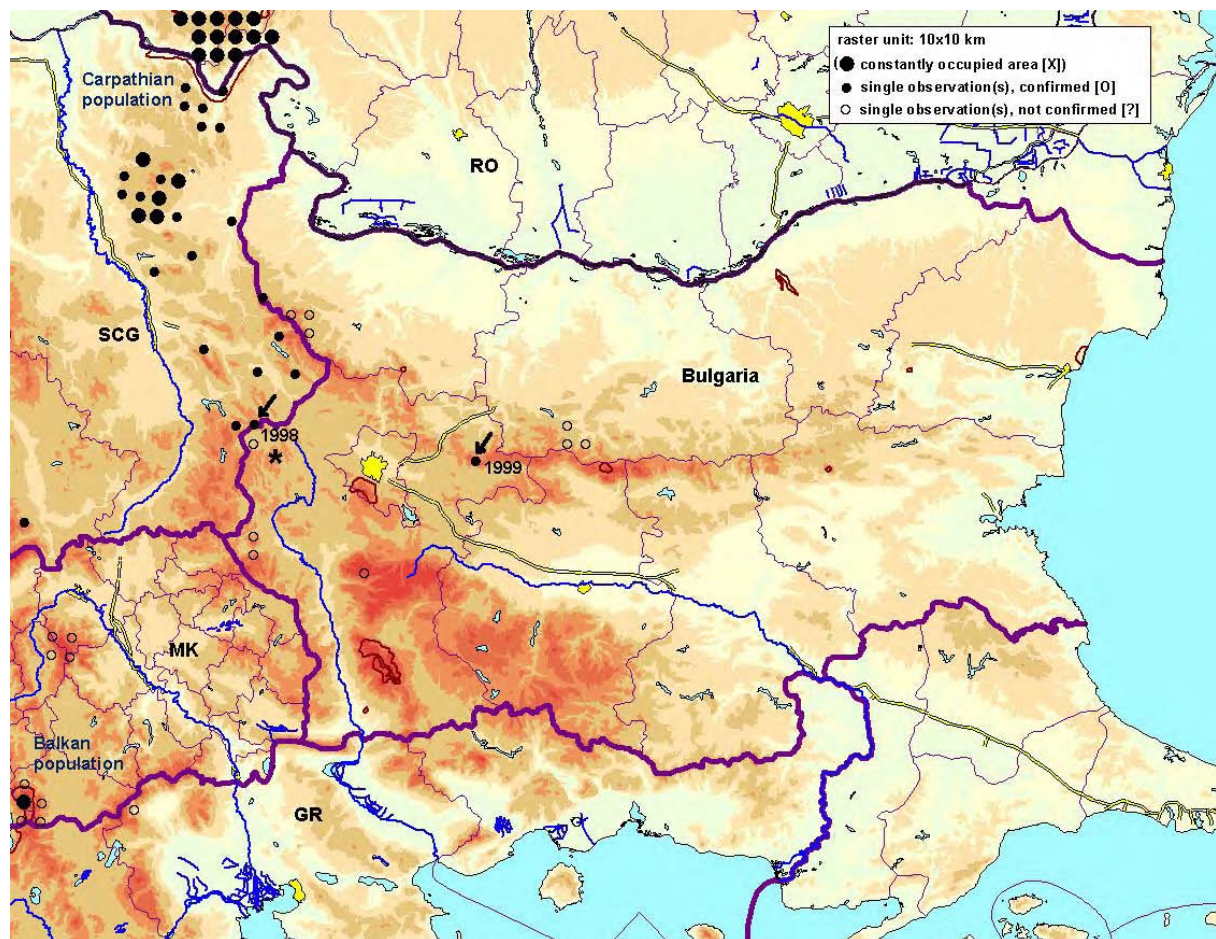 raster unit: 10x10 km
constantly occupied area [X])
single observation(s), confirmed [O]
single observation(s), not confirmed [?]
Carpathian
population
RO
SCG
Bulgaria
1998
*
1999
MK
Balkan
population
GR